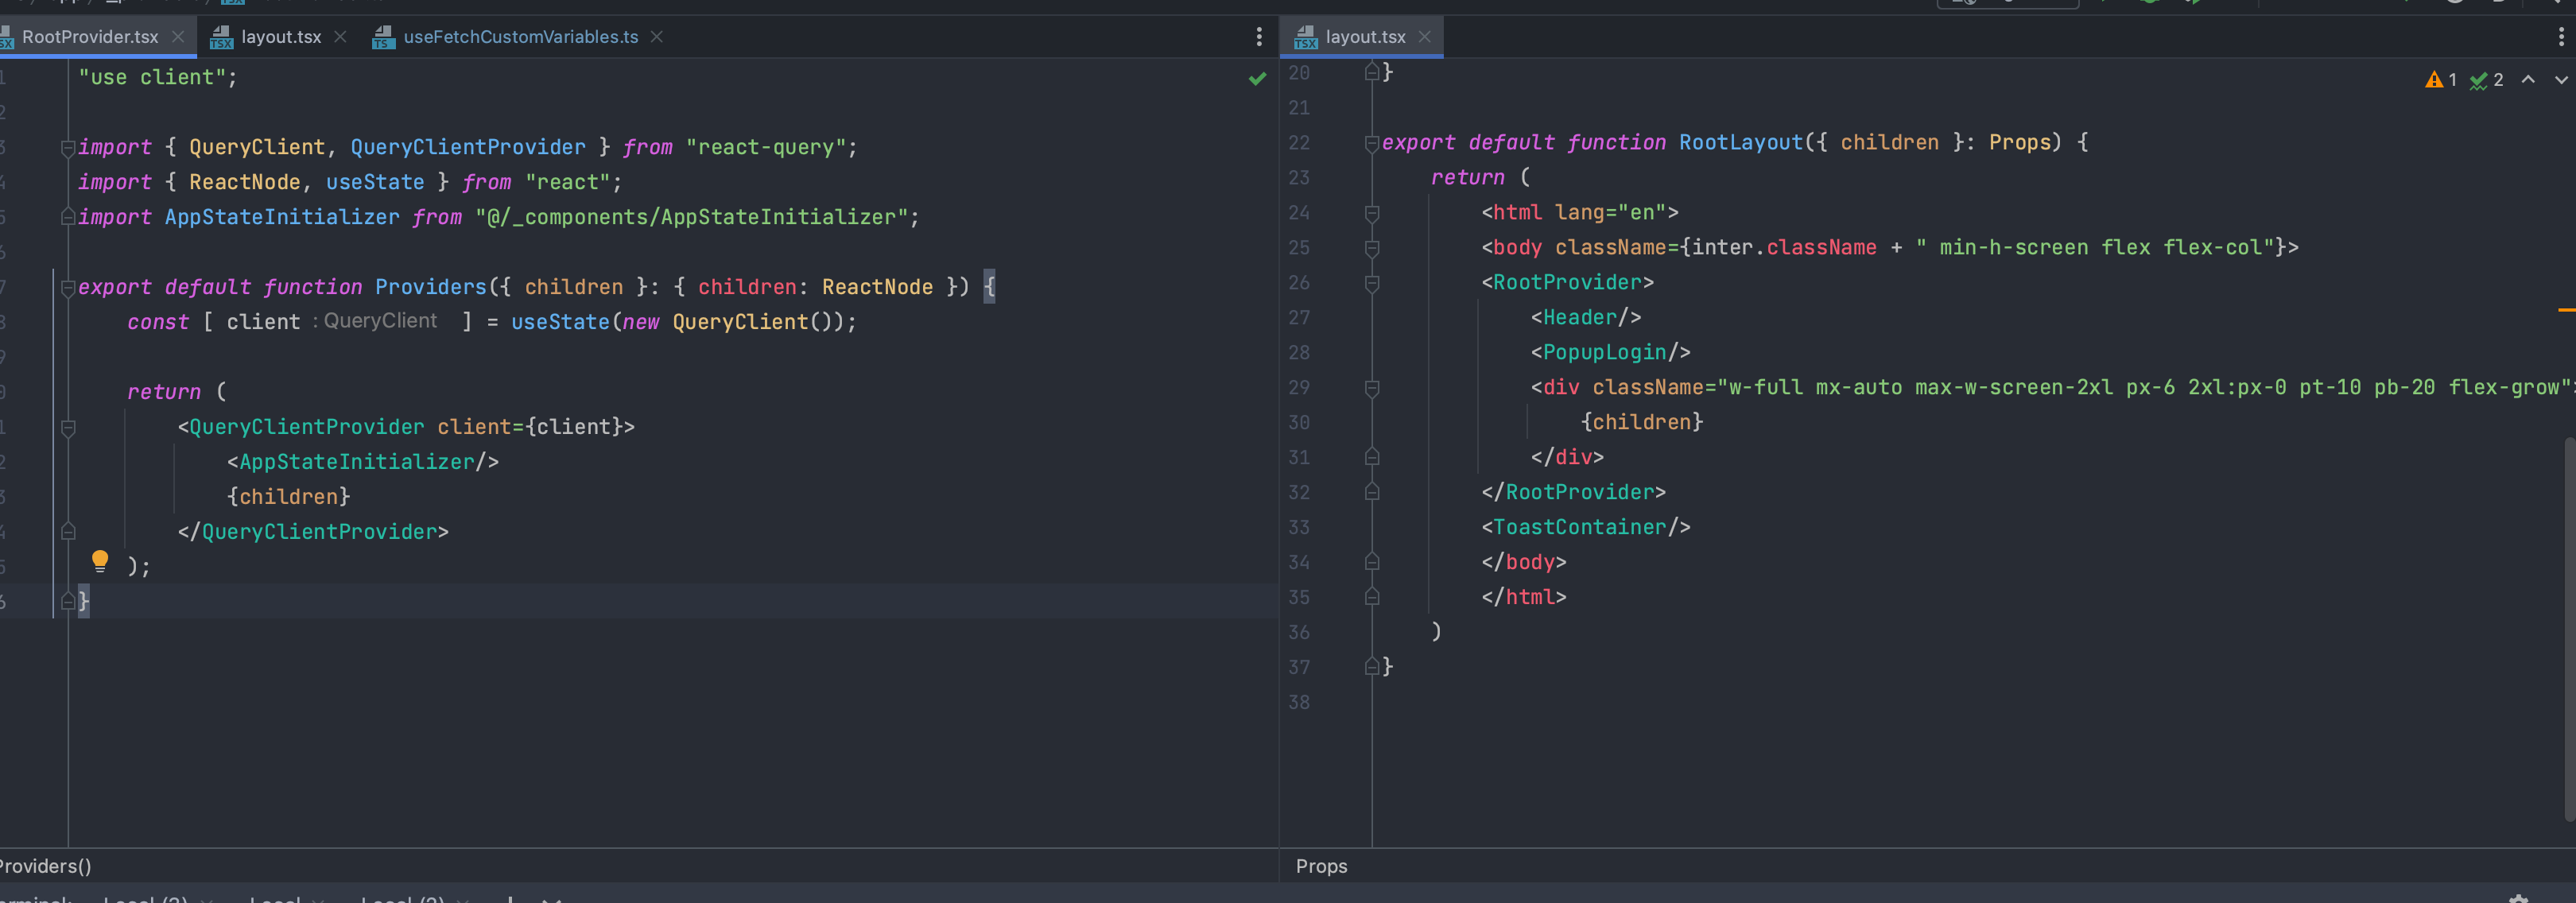 RootProvider.tsx
layout.tsx
useFetchCustomVariables.ts
"use client";
import { QueryClient, QueryClientProvider } from "react-query";
import { ReactNode, useState } from "react";
import AppStateInitializer from "@/_components/AppStateInitializer";
export default function Providers({ children }: { children: ReactNode }) {
const [ client : QueryClient ] = useState(new QueryClient());
return (
<QueryClientProvider client={client}>
<AppStateInitializer/>
{children}
</QueryClientProvider>
);
}
Providers()
layout.tsx
1 2
20 }
21
22 export default function RootLayout({ children }: Props) {
23 return (
24 <html lang="en">
25 <body className={inter.className + " min-h-screen flex flex-col"}>
26 <RootProvider>
27 <Header/>
28 <PopupLogin/>
29 <div className="w-full mx-auto max-w-screen-2xl px-6 2xl:px-0 pt-10 pb-20 flex-grow"
30 {children}
31 </div>
32 </RootProvider>
33 <ToastContainer/>
34 </body>
35 </html>
36 )
37 }
38
Props